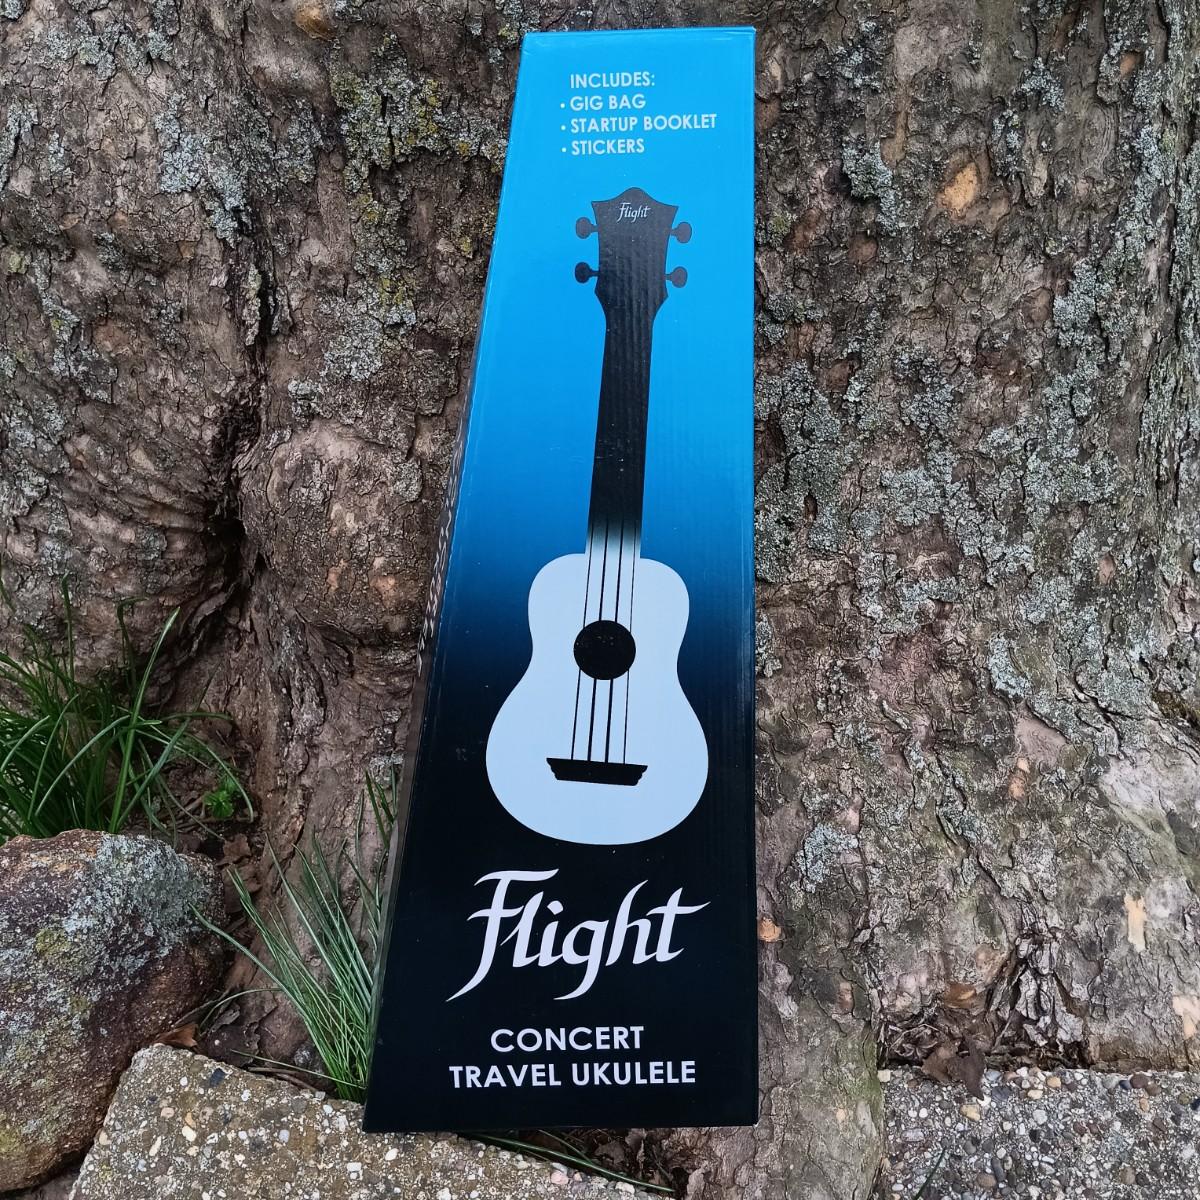 INCLUDES:
• GIG BAG
• STARTUP BOOKLET
• STICKERS
Flight
Flight
CONCERT
TRAVEL UKULELE